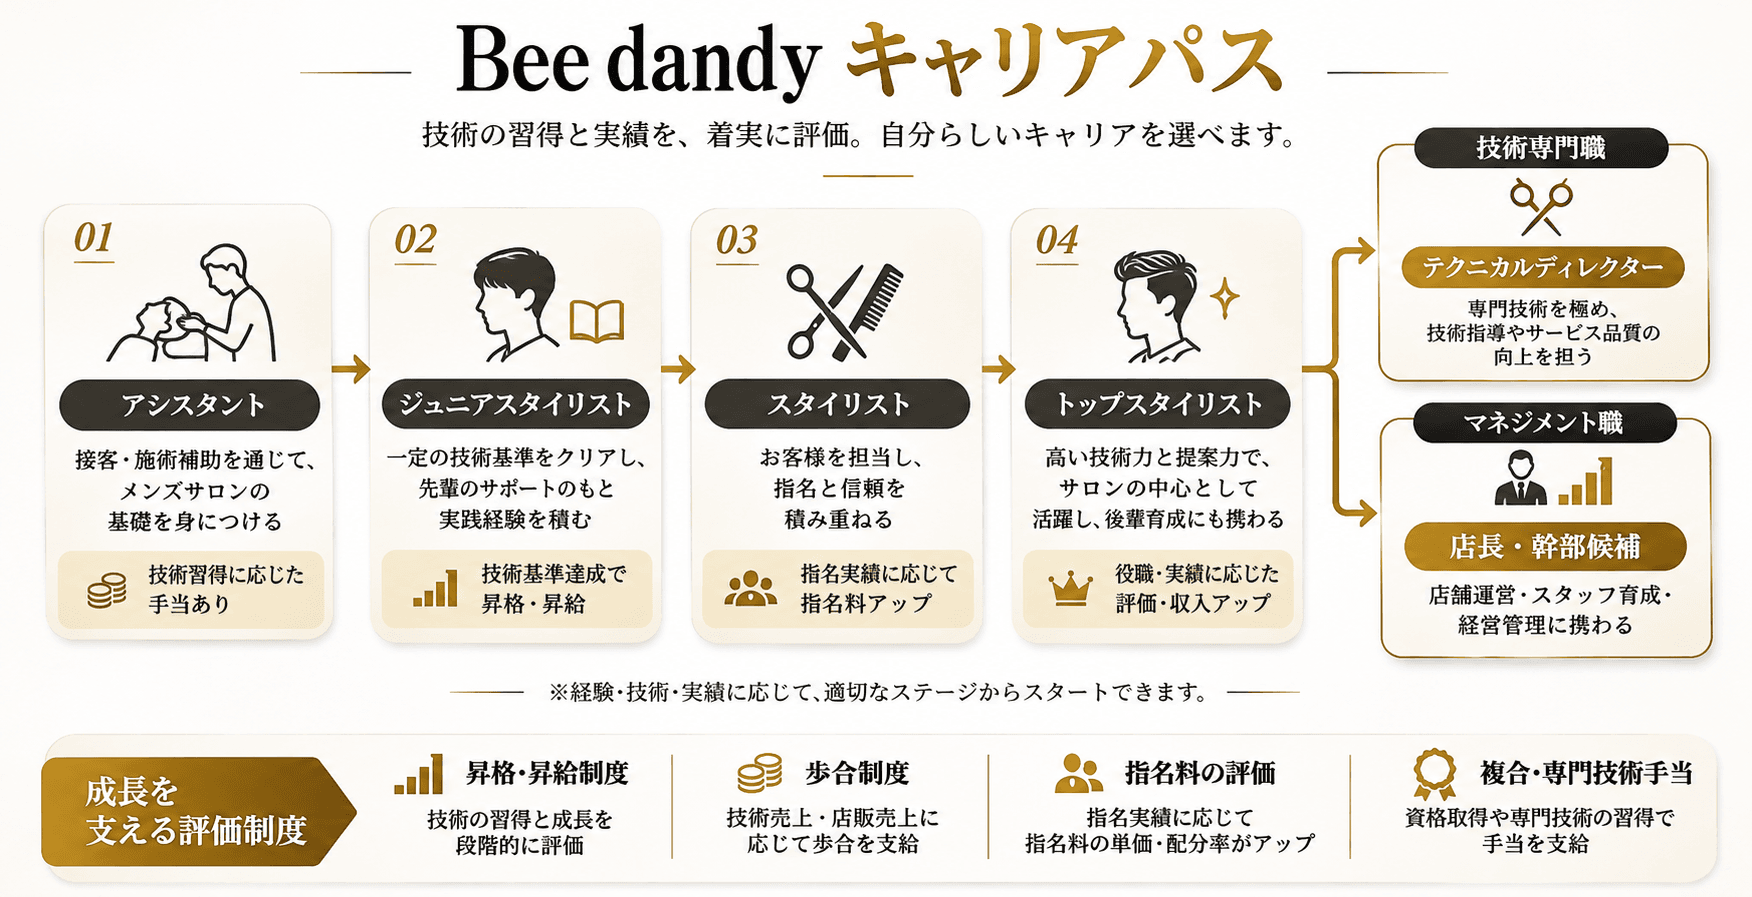 Bee dandy キャリアパス
技術の習得と実績を、着実に評価。自分らしいキャリアを選べます。
01
アシスタント
接客・施術補助を通じて、
メンズサロンの
基礎を身につける
技術習得に応じた
手当あり
02
ジュニアスタイリスト
一定の技術基準をクリアし、
先輩のサポートのもと
実践経験を積む
技術基準達成で
昇格・昇給
03
スタイリスト
お客様を担当し、
指名と信頼を
積み重ねる
指名実績に応じて
指名料アップ
04
トップスタイリスト
高い技術力と提案力で、
サロンの中心として
活躍し、後輩育成にも携わる
役職・実績に応じた
評価・収入アップ
技術専門職
テクニカルディレクター
専門技術を極め、
技術指導やサービス品質の
向上を担う
マネジメント職
店長・幹部候補
店舗運営・スタッフ育成・
経営管理に携わる
※経験・技術・実績に応じて、適切なステージからスタートできます。
成長を
支える評価制度
昇格・昇給制度
技術の習得と成長を
段階的に評価
歩合制度
技術売上・店販売上に
応じて歩合を支給
指名料の評価
指名実績に応じて
指名料の単価・配分率がアップ
複合・専門技術手当
資格取得や専門技術の習得で
手当を支給